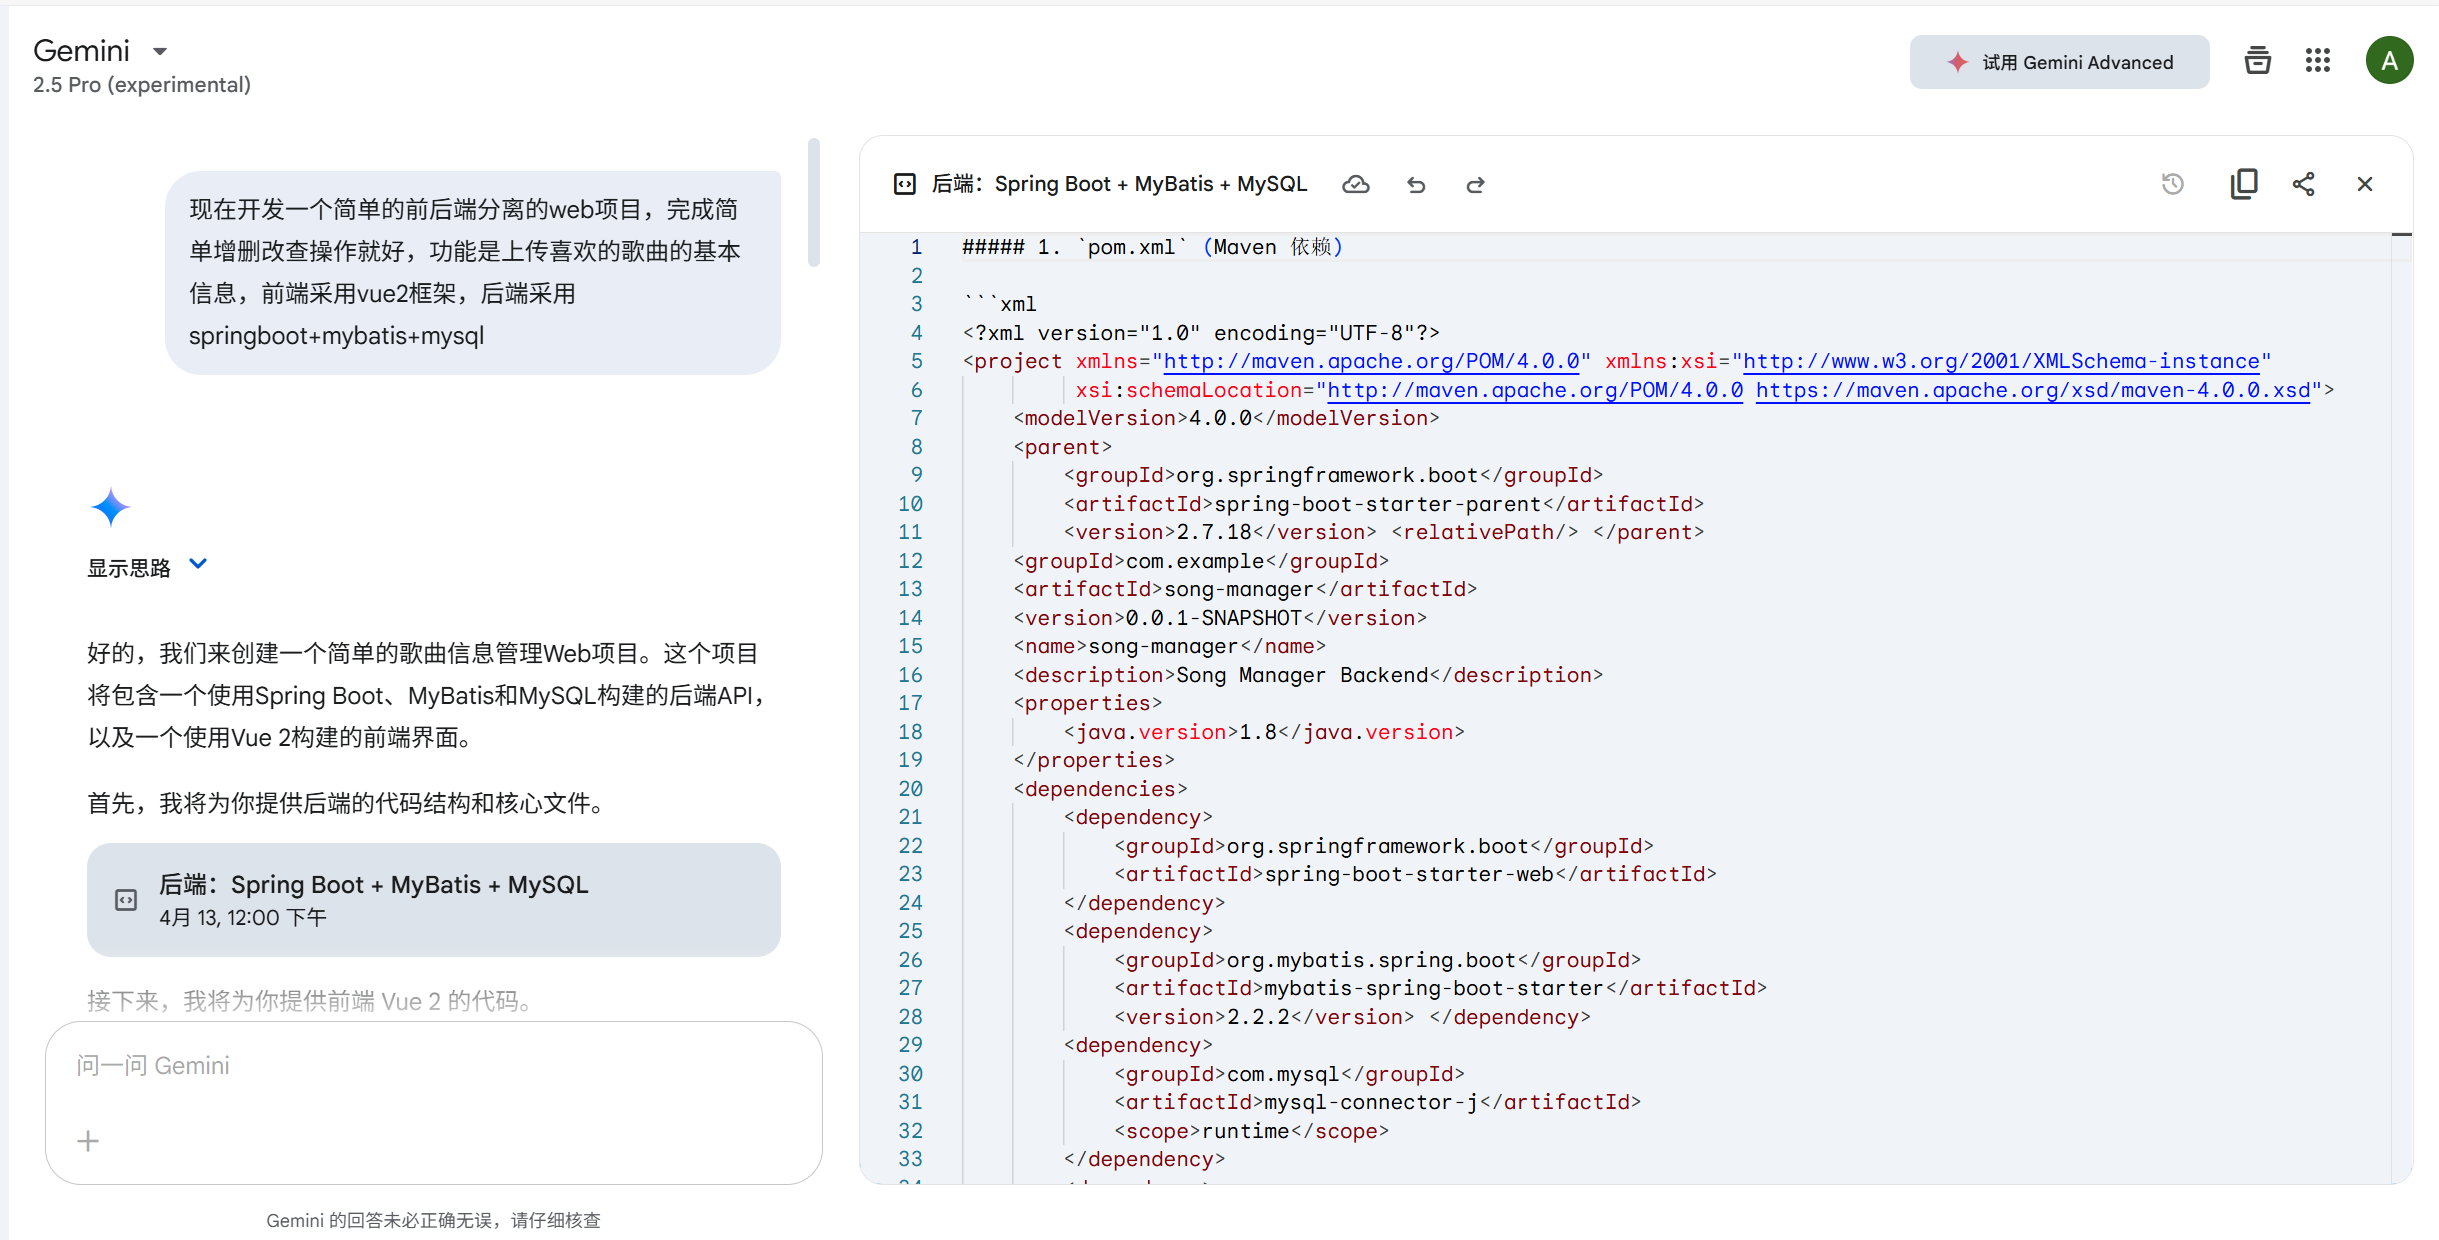 Gemini
2.5 Pro (experimental)
试用 Gemini Advanced
A
现在开发一个简单的前后端分离的web项目，完成简
单增删改查操作就好，功能是上传喜欢的歌曲的基本
信息，前端采用vue2框架，后端采用
springboot+mybatis+mysql
显示思路
好的，我们来创建一个简单的歌曲信息管理Web项目。这个项目
将包含一个使用Spring Boot、MyBatis和MySQL构建的后端API，
以及一个使用Vue 2构建的前端界面。
首先，我将为你提供后端的代码结构和核心文件。
后端：Spring Boot + MyBatis + MySQL
4月 13, 12:00 下午
接下来，我将为你提供前端 Vue 2 的代码。
问一问 Gemini
Gemini 的回答未必正确无误，请仔细核查
后端：Spring Boot + MyBatis + MySQL
1 ##### 1. `pom.xml` (Maven 依赖)
2
3 ```xml
4 <?xml version="1.0" encoding="UTF-8"?>
5 <project xmlns="http://maven.apache.org/POM/4.0.0" xmlns:xsi="http://www.w3.org/2001/XMLSchema-instance"
6 xsi:schemaLocation="http://maven.apache.org/POM/4.0.0 https://maven.apache.org/xsd/maven-4.0.0.xsd">
7 <modelVersion>4.0.0</modelVersion>
8 <parent>
9 <groupId>org.springframework.boot</groupId>
10 <artifactId>spring-boot-starter-parent</artifactId>
11 <version>2.7.18</version> <relativePath/> </parent>
12 <groupId>com.example</groupId>
13 <artifactId>song-manager</artifactId>
14 <version>0.0.1-SNAPSHOT</version>
15 <name>song-manager</name>
16 <description>Song Manager Backend</description>
17 <properties>
18 <java.version>1.8</java.version>
19 </properties>
20 <dependencies>
21 <dependency>
22 <groupId>org.springframework.boot</groupId>
23 <artifactId>spring-boot-starter-web</artifactId>
24 </dependency>
25 <dependency>
26 <groupId>org.mybatis.spring.boot</groupId>
27 <artifactId>mybatis-spring-boot-starter</artifactId>
28 <version>2.2.2</version> </dependency>
29 <dependency>
30 <groupId>com.mysql</groupId>
31 <artifactId>mysql-connector-j</artifactId>
32 <scope>runtime</scope>
33 </dependency>